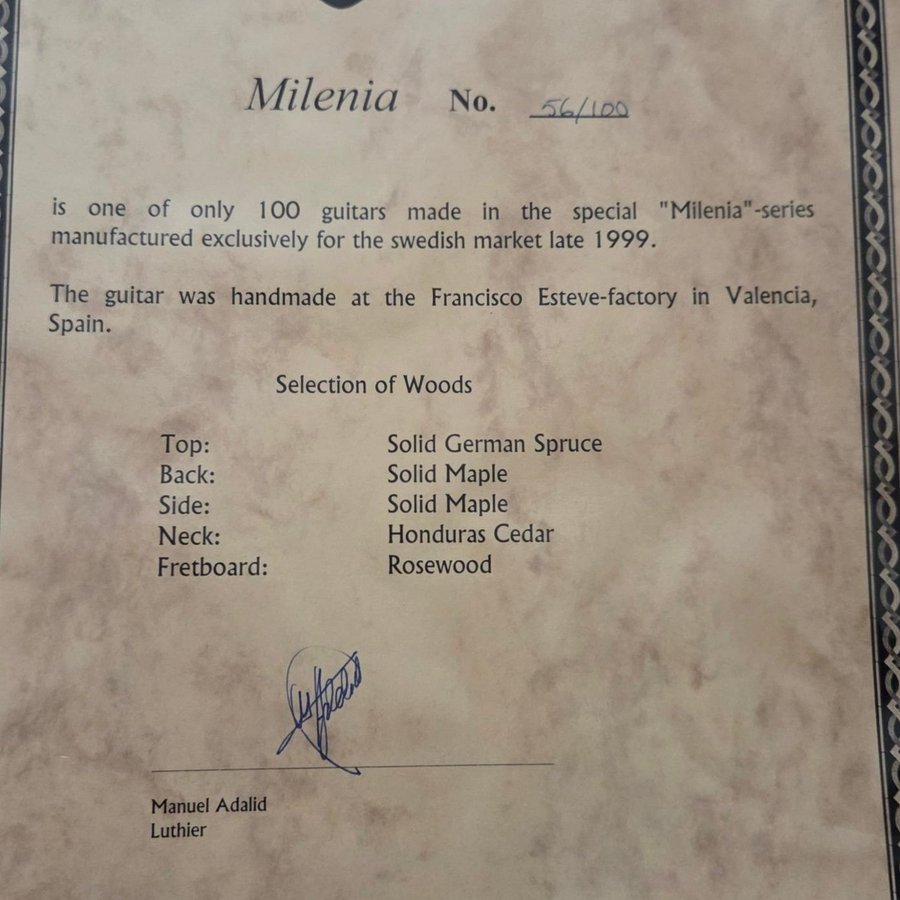 Milenia No. 56/100
is one of only 100 guitars made in the special "Milenia"-series
manufactured exclusively for the swedish market late 1999.
The guitar was handmade at the Francisco Esteve-factory in Valencia,
Spain.
Selection of Woods
Top: Solid German Spruce
Back: Solid Maple
Side: Solid Maple
Neck: Honduras Cedar
Fretboard: Rosewood
Manuel Adalid
Luthier